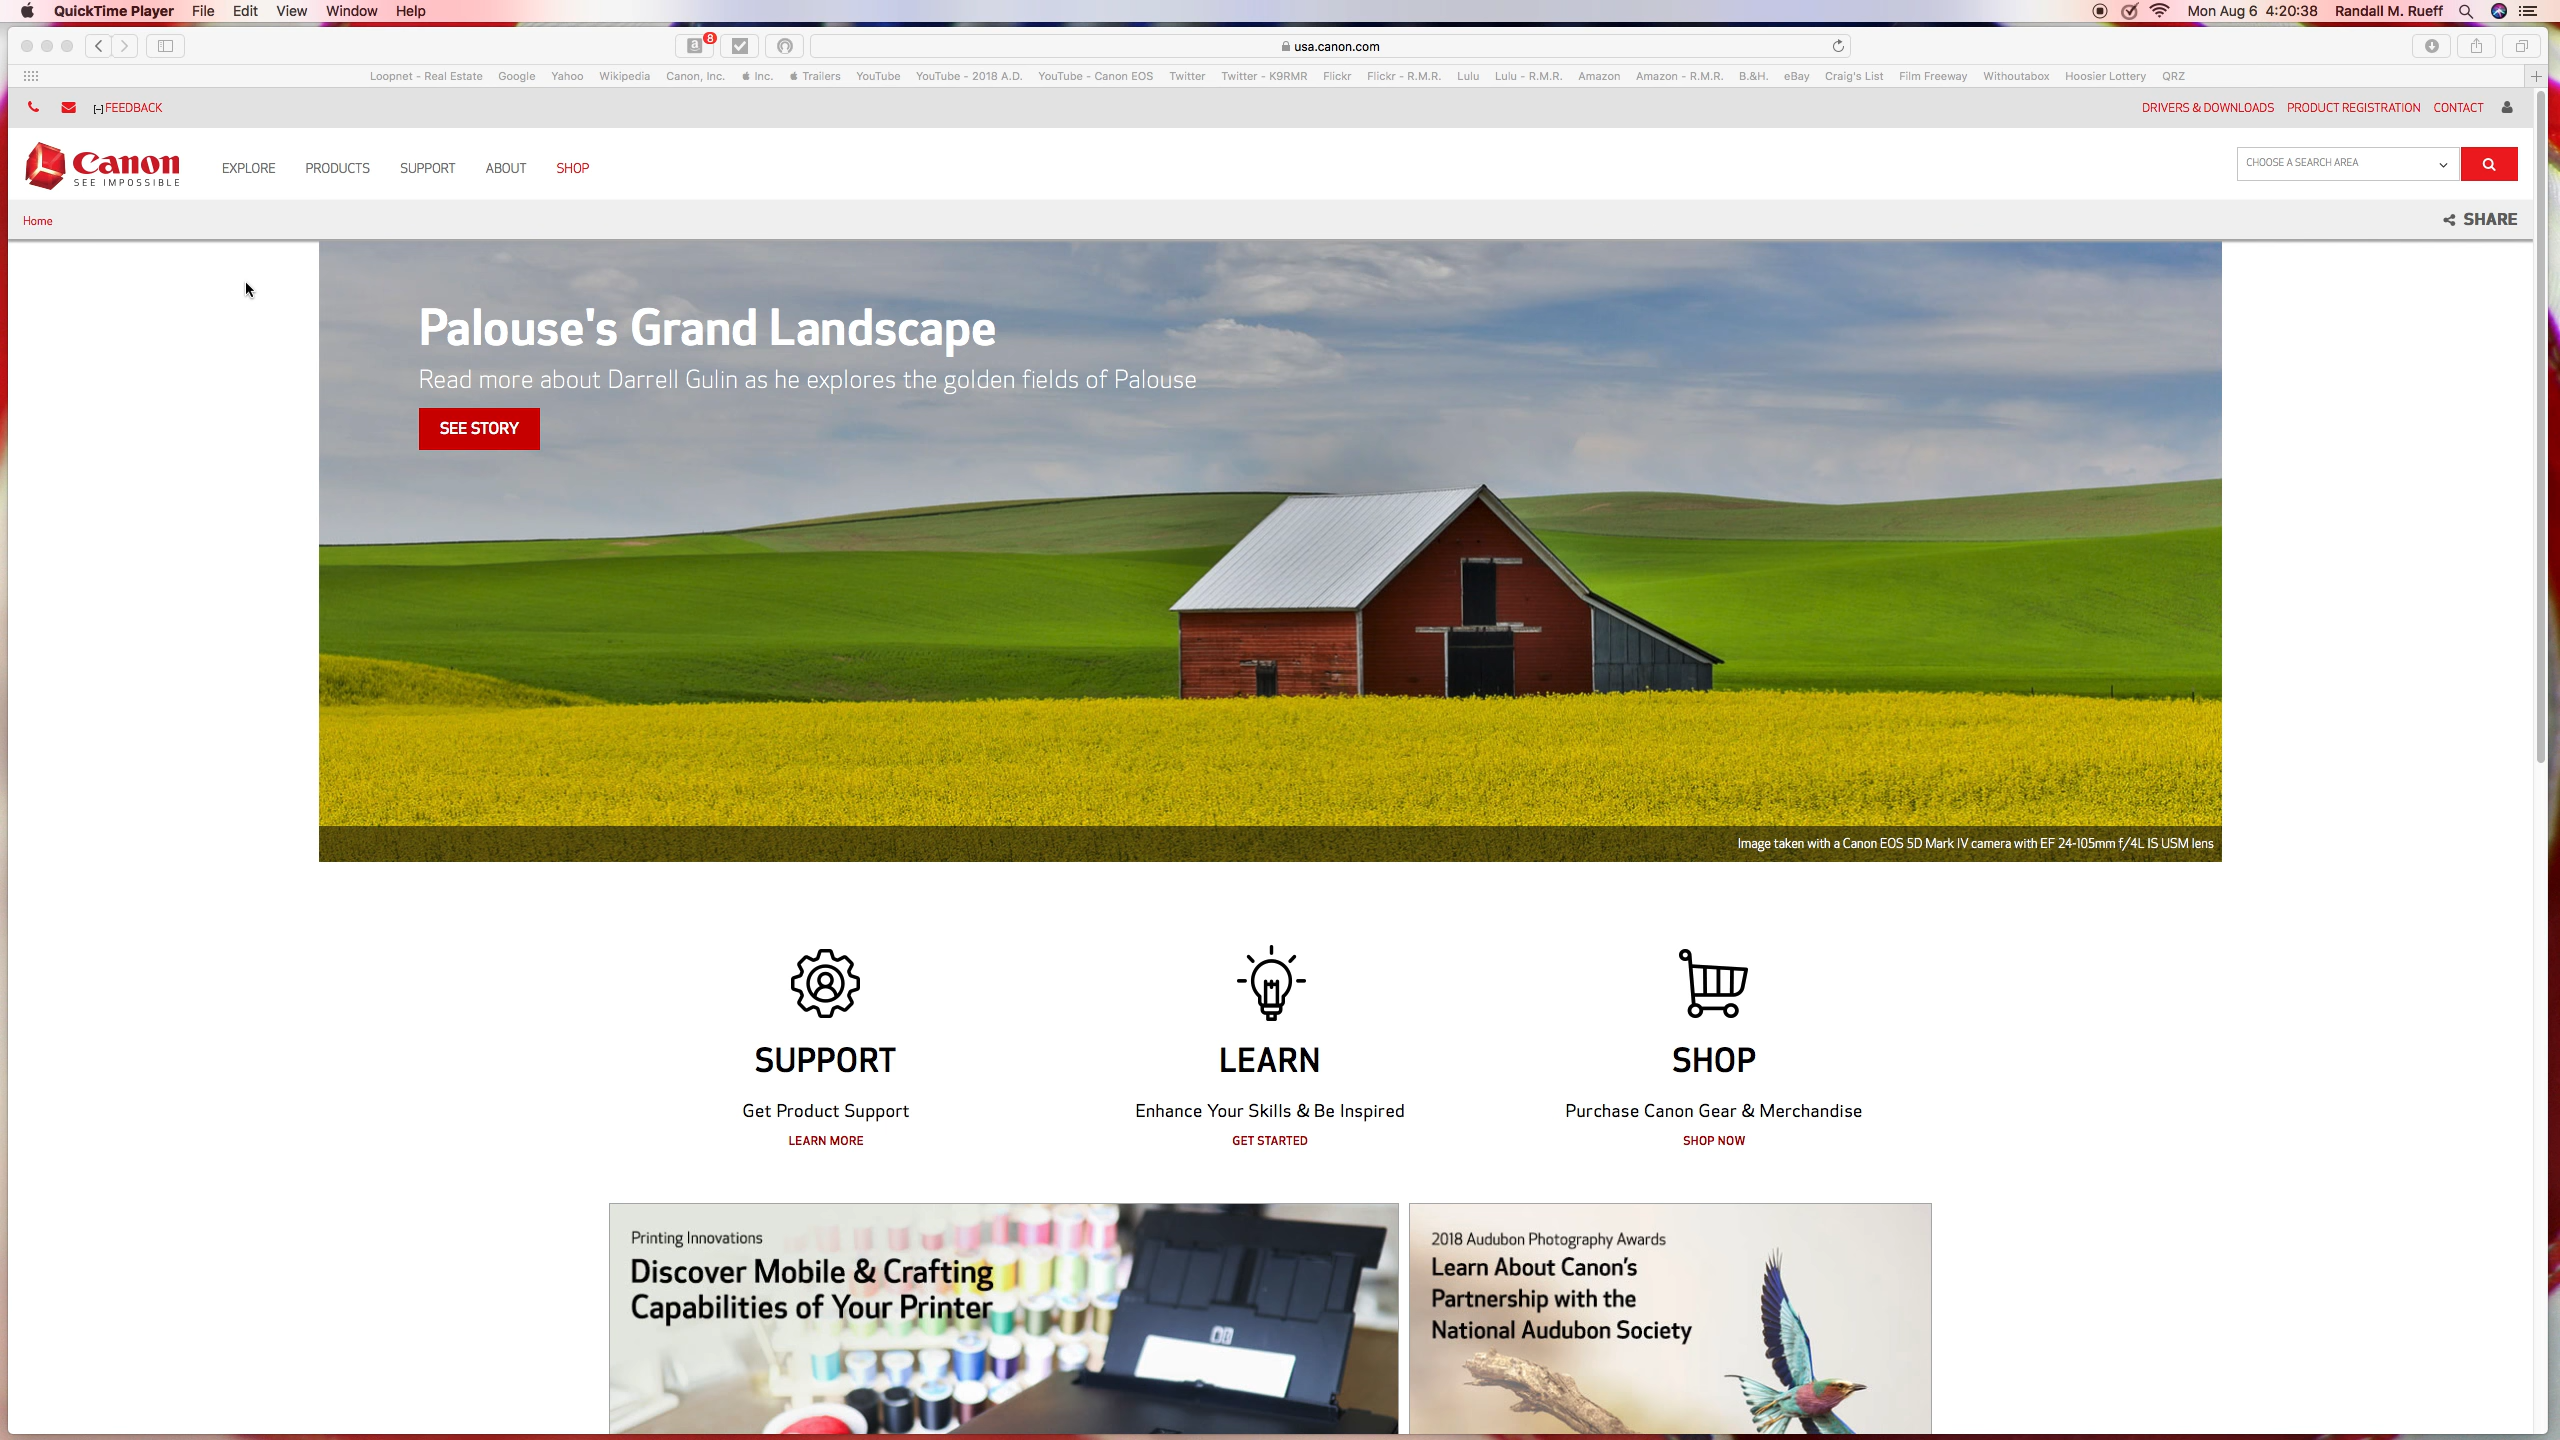 QuickTime Player File Edit View Window Help Mon Aug 6 4:20:38 Randall M. Rueff
8 usa.canon.com
Loopnet - Real Estate Google Yahoo Wikipedia Canon, Inc. Inc. Trailers YouTube YouTube - 2018 A.D. YouTube - Canon EOS Twitter Twitter - K9RMR Flickr Flickr - R.M.R. Lulu Lulu - R.M.R. Amazon Amazon - R.M.R. B.&H. eBay Craig's List Film Freeway Withoutabox Hoosier Lottery QRZ
[-] FEEDBACK DRIVERS & DOWNLOADS PRODUCT REGISTRATION CONTACT
Canon
SEE IMPOSSIBLE
EXPLORE PRODUCTS SUPPORT ABOUT SHOP CHOOSE A SEARCH AREA
Home SHARE
Palouse's Grand Landscape
Read more about Darrell Gulin as he explores the golden fields of Palouse
SEE STORY
Image taken with a Canon EOS 5D Mark IV camera with EF 24-105mm f/4L IS USM lens
SUPPORT
Get Product Support
LEARN MORE
LEARN
Enhance Your Skills & Be Inspired
GET STARTED
SHOP
Purchase Canon Gear & Merchandise
SHOP NOW
Printing Innovations
Discover Mobile & Crafting
Capabilities of Your Printer
2018 Audubon Photography Awards
Learn About Canon's
Partnership with the
National Audubon Society